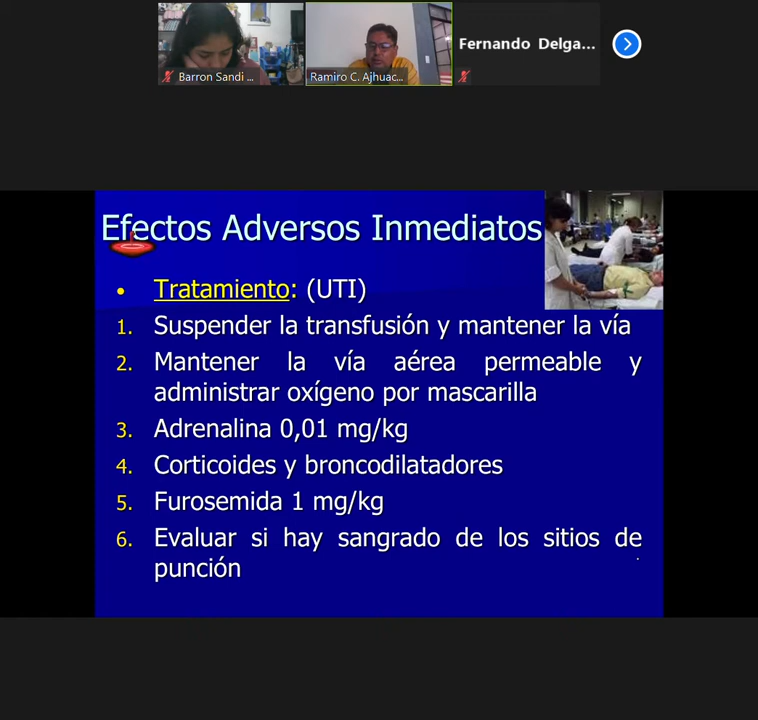 Barron Sandi ...
Ramiro C. Ajhuac...
Fernando Delga...
Efectos Adversos Inmediatos
• Tratamiento: (UTI)
1. Suspender la transfusión y mantener la vía
2. Mantener la vía aérea permeable y
administrar oxígeno por mascarilla
3. Adrenalina 0,01 mg/kg
4. Corticoides y broncodilatadores
5. Furosemida 1 mg/kg
6. Evaluar si hay sangrado de los sitios de
punción